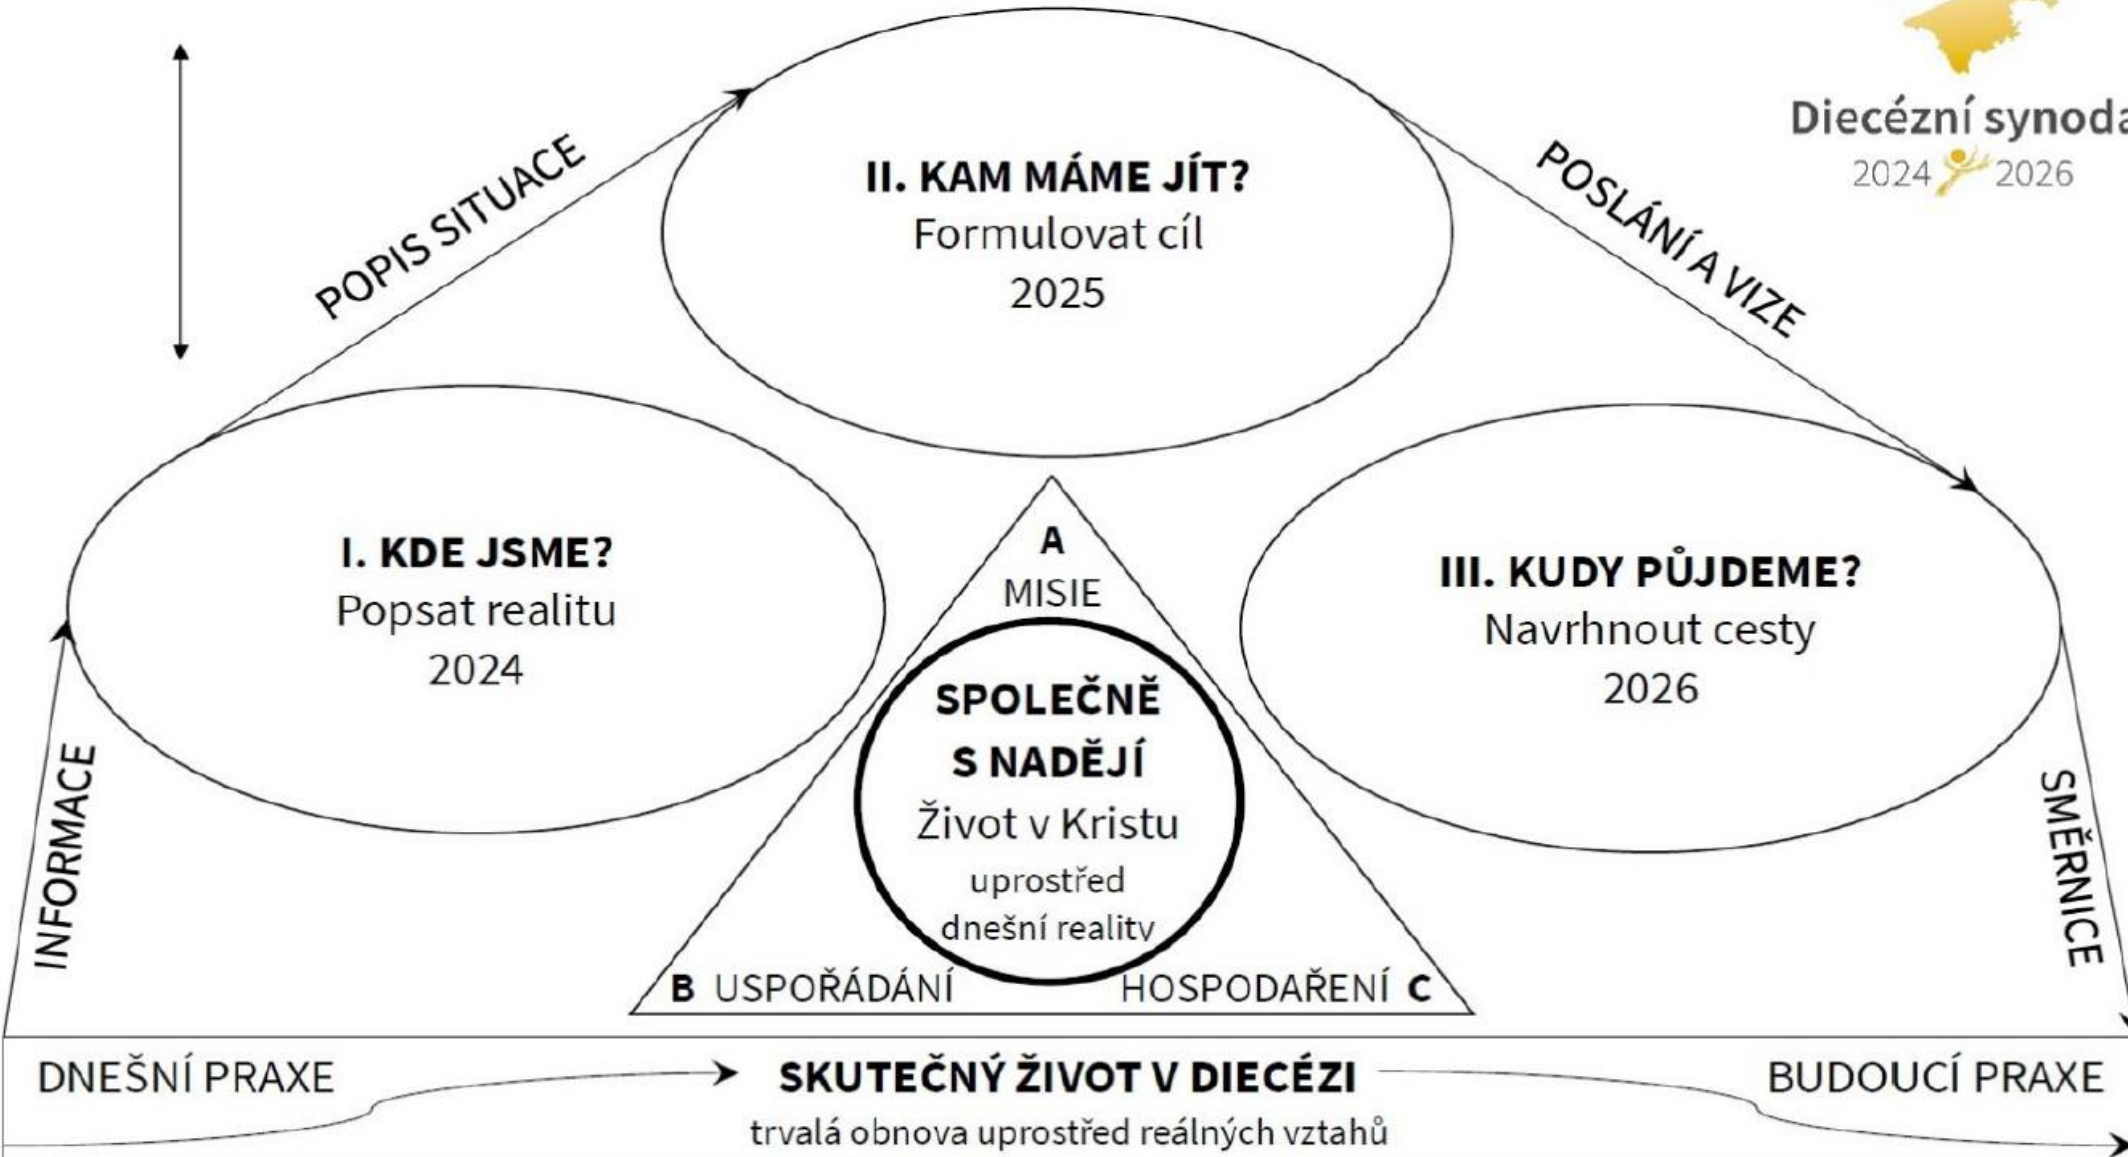 Diecézní synoda
2024 2026
POPIS SITUACE
II. KAM MÁME JÍT?
Formulovat cíl
2025
POSLÁNÍ A VIZE
I. KDE JSME?
Popsat realitu
2024
III. KUDY PŮJDEME?
Navrhnout cesty
2026
A
MISIE
SPOLEČNĚ
S NADĚJÍ
Život v Kristu
uprostřed
dnešní reality
B USPOŘÁDÁNÍ
HOSPODAŘENÍ C
INFORMACE
SMĚRNICE
DNEŠNÍ PRAXE
SKUTEČNÝ ŽIVOT V DIECÉZI
trvalá obnova uprostřed reálných vztahů
BUDOUCÍ PRAXE